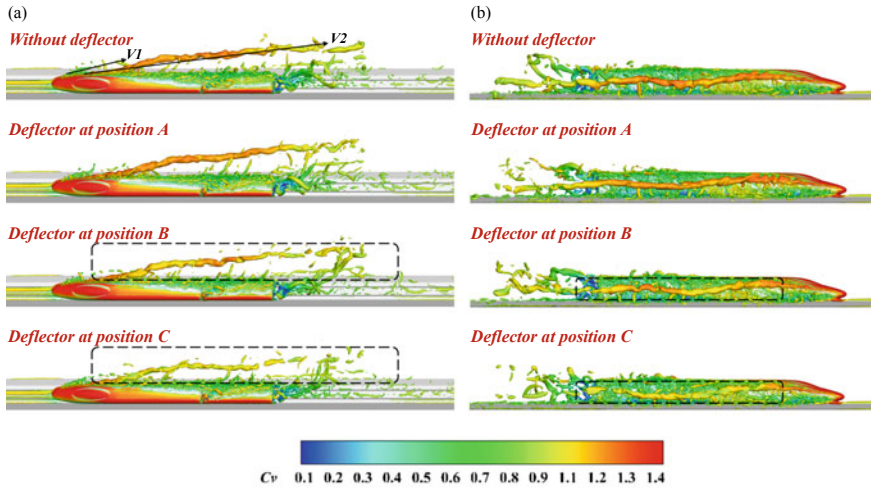 (a)
(b)
Without deflector
Without deflector
V1
V2
Deflector at position A
Deflector at position A
Deflector at position B
Deflector at position B
Deflector at position C
Deflector at position C
Cv 0.1 0.2 0.3 0.4 0.5 0.6 0.7 0.8 0.9 1.1 1.2 1.3 1.4